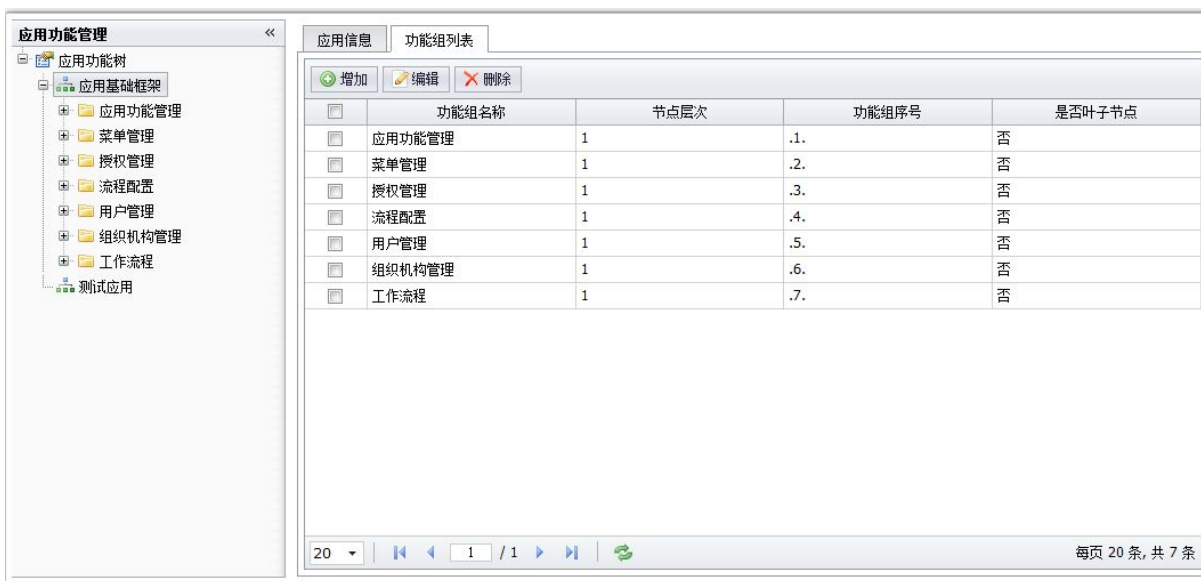 应用功能管理
应用功能树
应用基础框架
应用功能管理
菜单管理
授权管理
流程配置
用户管理
组织机构管理
工作流程
测试应用
应用信息 功能组列表
增加 编辑 删除
功能组名称 节点层次 功能组序号 是否叶子节点
应用功能管理 1 .1. 否
菜单管理 1 .2. 否
授权管理 1 .3. 否
流程配置 1 .4. 否
用户管理 1 .5. 否
组织机构管理 1 .6. 否
工作流程 1 .7. 否
20 1 / 1 每页 20 条, 共 7 条